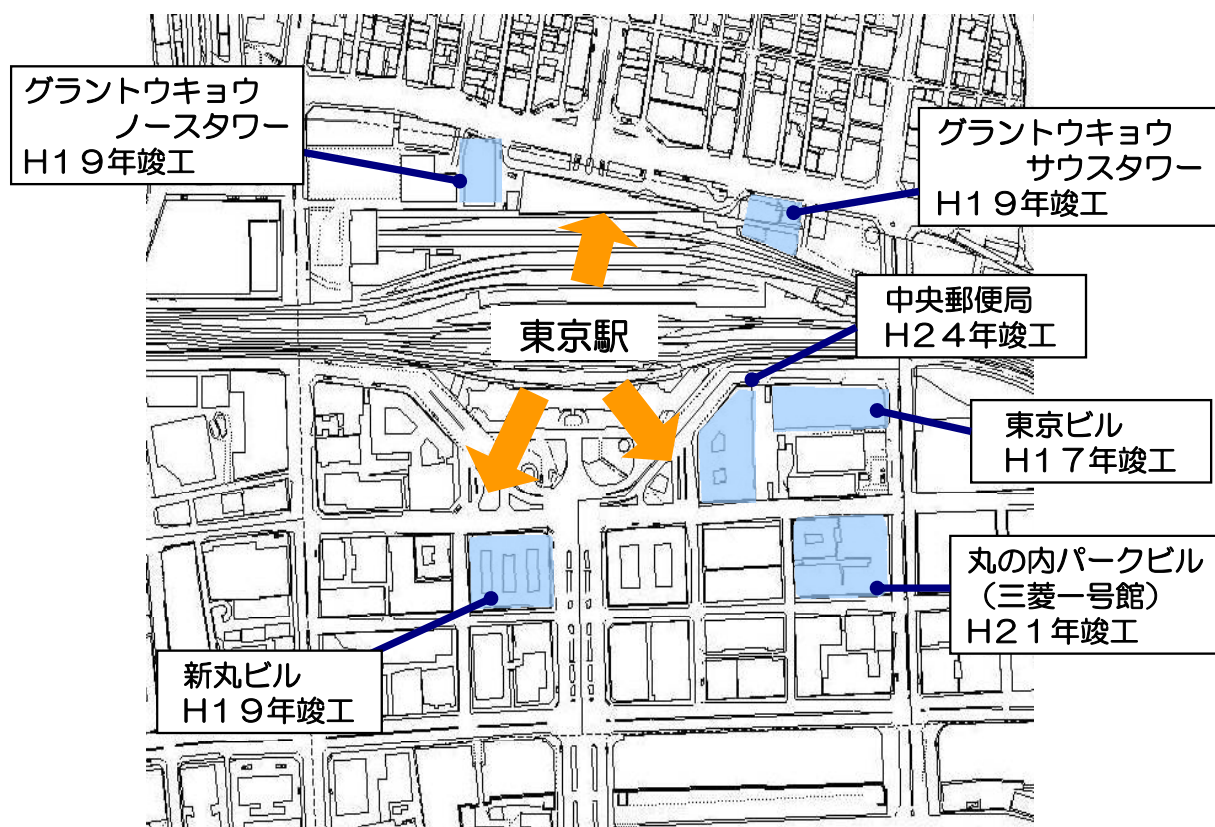 グラントウキョウ
ノースタワー
H19年竣工
グラントウキョウ
サウスタワー
H19年竣工
中央郵便局
H24年竣工
東京駅
東京ビル
H17年竣工
丸の内パークビル
(三菱一号館)
H21年竣工
新丸ビル
H19年竣工